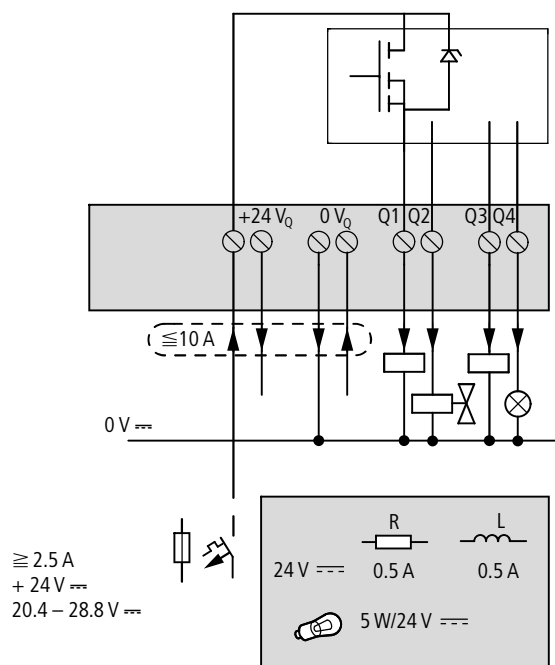 +24 VQ 0 VQ Q1 Q2 Q3 Q4
≦10 A
0 V ⎓
≧ 2.5 A
+ 24 V ⎓
20.4 – 28.8 V ⎓
R L
24 V ⎓ 0.5 A 0.5 A
5 W/24 V ⎓